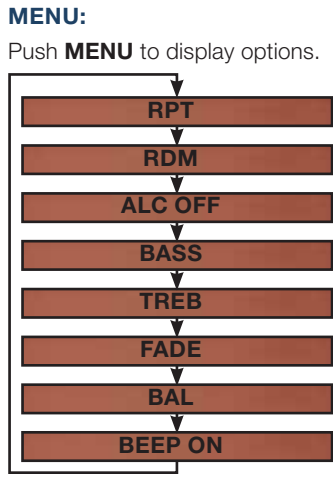 MENU:
Push MENU to display options.
RPT
RDM
ALC OFF
BASS
TREB
FADE
BAL
BEEP ON